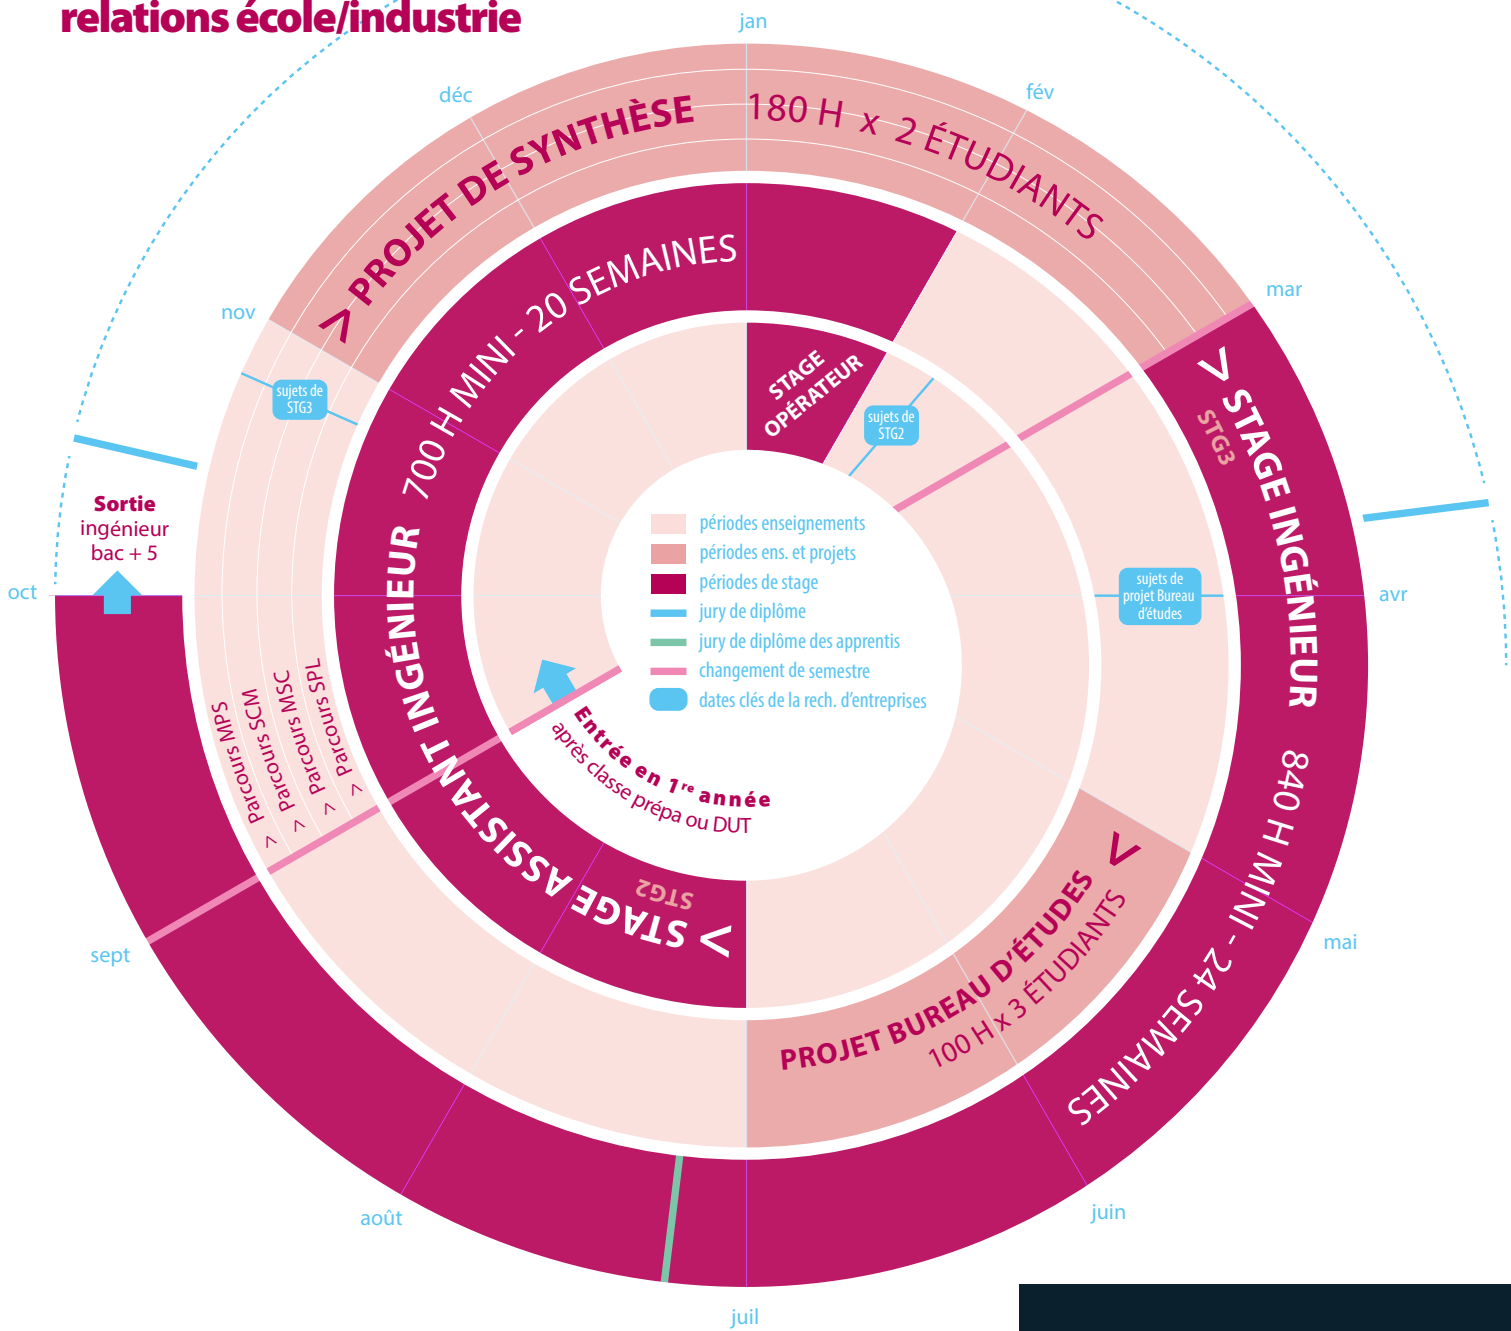 relations école/industrie
jan
fév
mar
avr
mai
juin
juil
août
sept
oct
nov
déc
> PROJET DE SYNTHÈSE 180 H x 2 ÉTUDIANTS
> STAGE INGÉNIEUR 840 H MINI - 24 SEMAINES
STG3
> STAGE ASSISTANT INGÉNIEUR 700 H MINI - 20 SEMAINES
STG2
STAGE
OPÉRATEUR
sujets de
STG2
sujets de
STG3
sujets de
projet Bureau
d'études
> PROJET BUREAU D'ÉTUDES
100 H x 3 ÉTUDIANTS
Sortie
ingénieur
bac + 5
> Parcours MPS
> Parcours SCM
> Parcours MSC
> Parcours SPL
périodes enseignements
périodes ens. et projets
périodes de stage
jury de diplôme
jury de diplôme des apprentis
changement de semestre
dates clés de la rech. d'entreprises
Entrée en 1re année
après classe prépa ou DUT